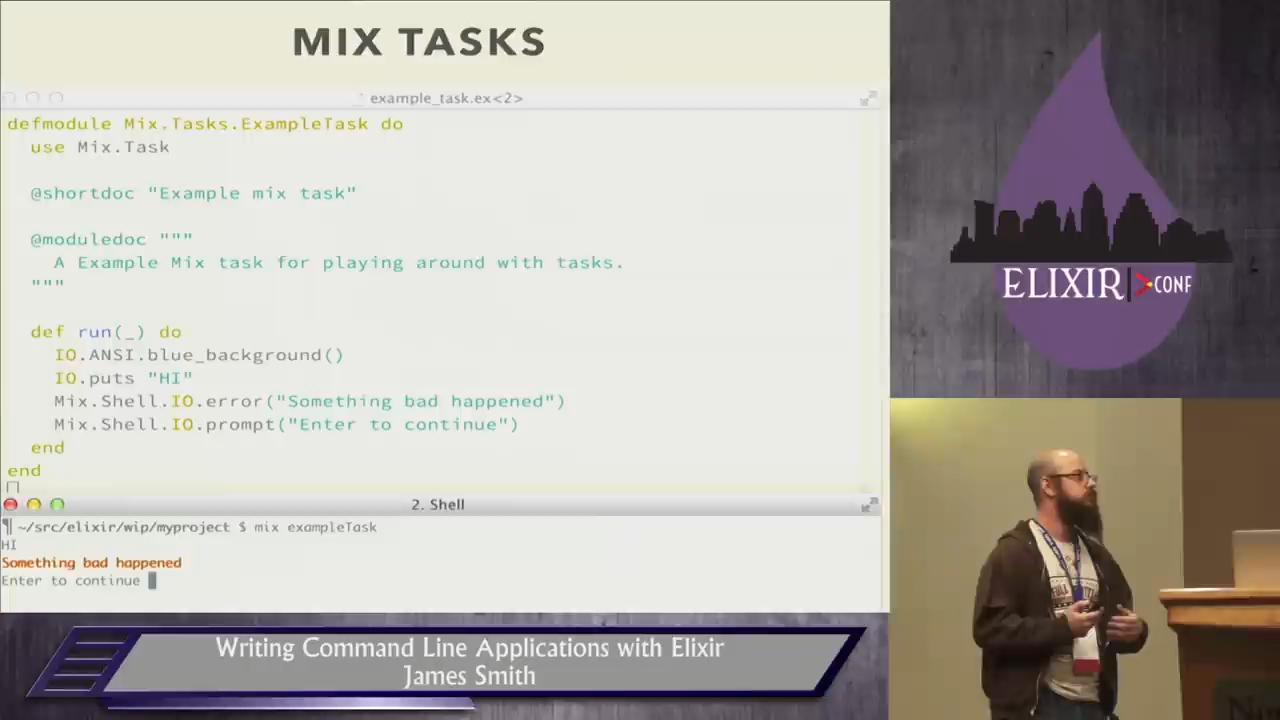 MIX TASKS
example_task.ex<2>
defmodule Mix.Tasks.ExampleTask do
use Mix.Task
@shortdoc "Example mix task"
@moduledoc """
A Example Mix task for playing around with tasks.
"""
def run(_) do
IO.ANSI.blue_background()
IO.puts "HI"
Mix.Shell.IO.error("Something bad happened")
Mix.Shell.IO.prompt("Enter to continue")
end
end
2. Shell
¶ ~/src/elixir/wip/myproject $ mix exampleTask
HI
Something bad happened
Enter to continue
ELIXIR|>CONF
Writing Command Line Applications with Elixir
James Smith